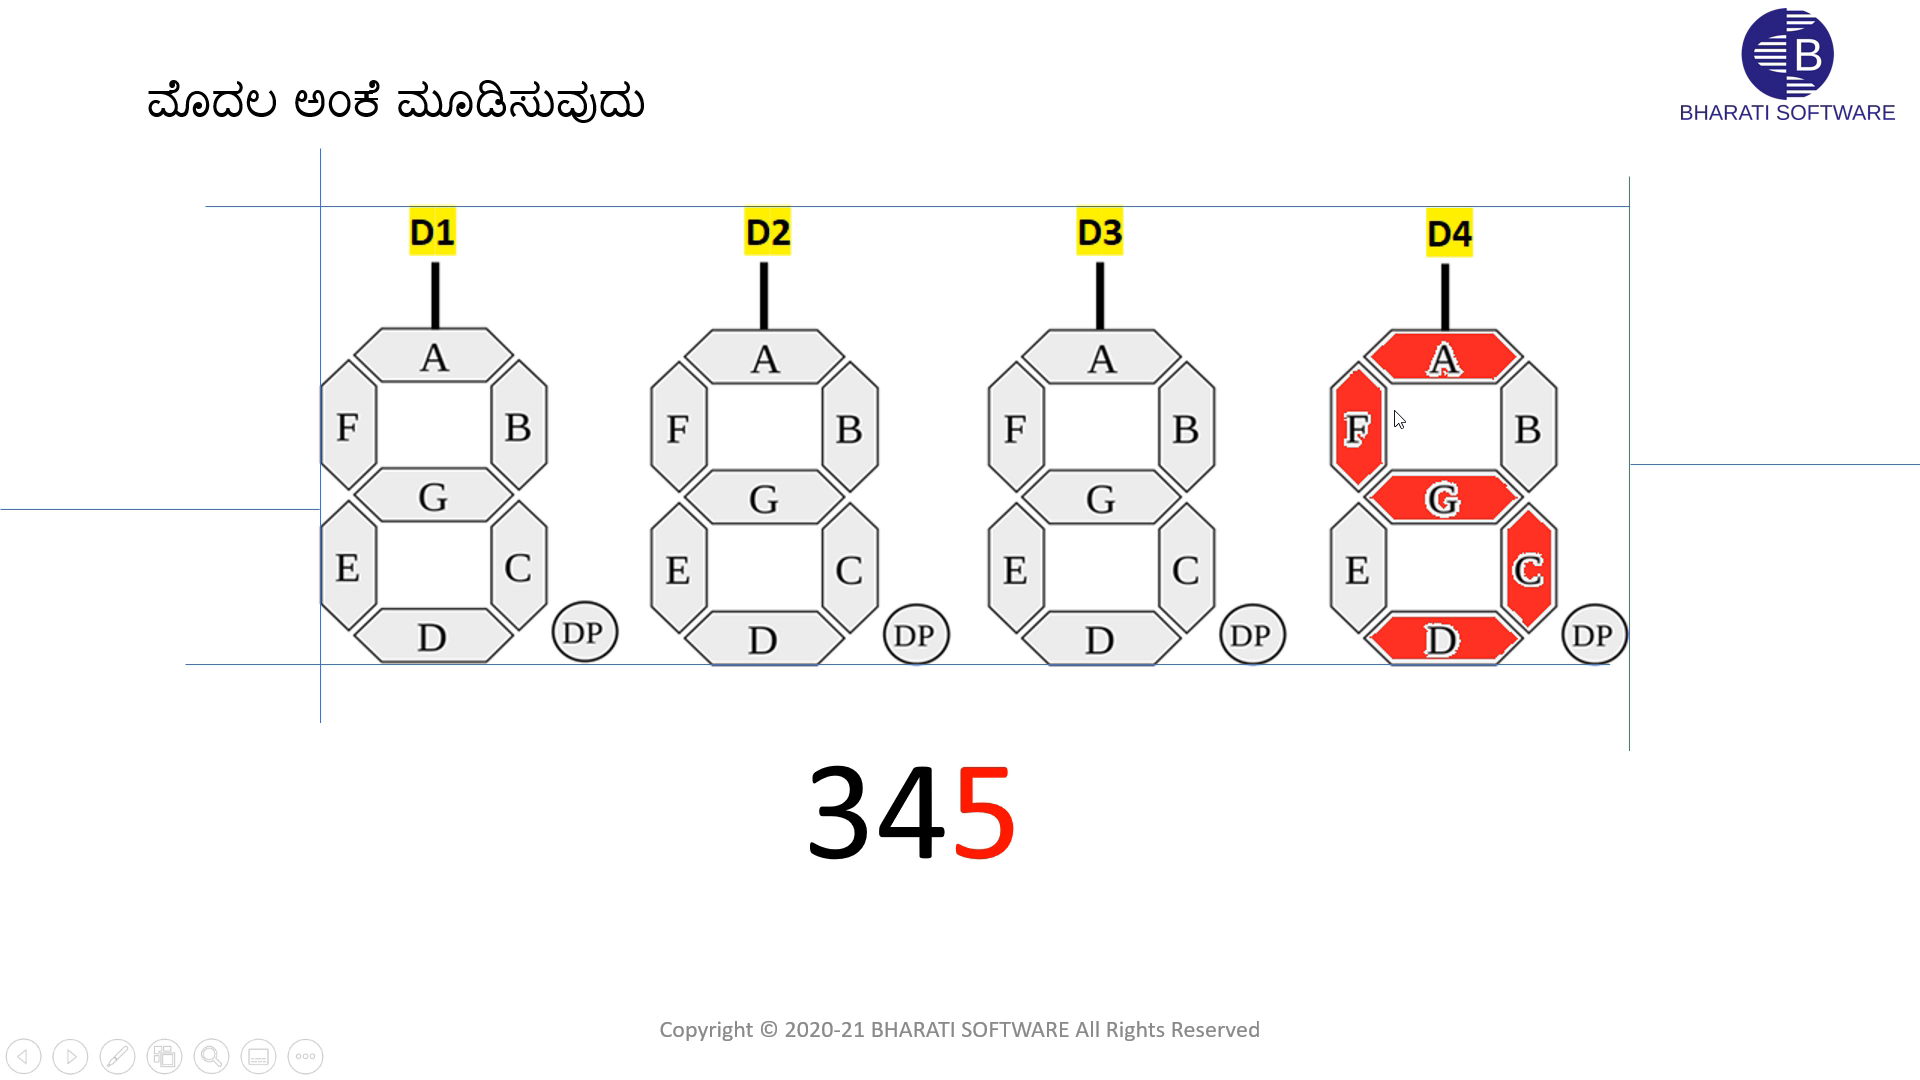 B
BHARATI SOFTWARE
ಮೊದಲ ಅಂಕೆ ಮೂಡಿಸುವುದು
D1 D2 D3 D4
A A A A
F B F B F B F B
G G G G
E C E C E C E C
D DP D DP D DP D DP
345
Copyright © 2020-21 BHARATI SOFTWARE All Rights Reserved